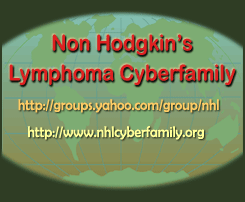 Non Hodgkin's
Lymphoma Cyberfamily
http://groups.yahoo.com/group/nhl
http://www.nhlcyberfamily.org